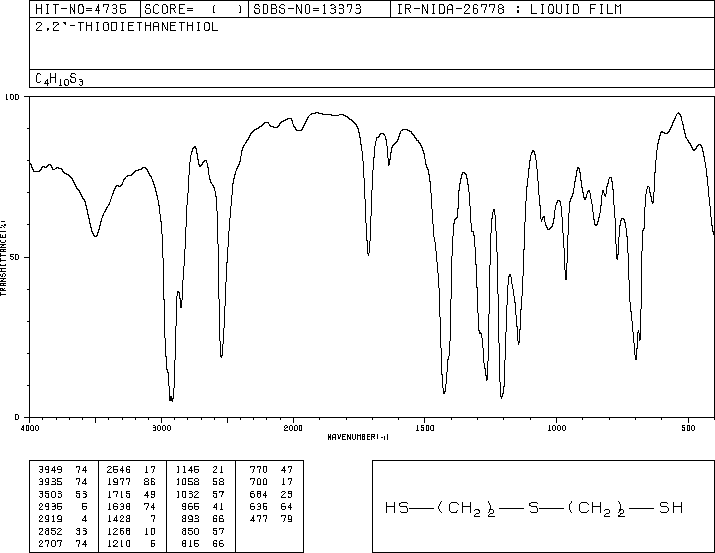 HIT-NO=4735 SCORE= ( ) SDBS-NO=13373 IR-NIDA-26778 : LIQUID FILM
2,2'-THIODIETHANETHIOL
C4H10S3
TRANSMITTANCE(%)
100
50
0
4000 3000 2000 1500 1000 500
WAVENUMBER(-1)
3949 74 2546 17 1145 21 770 47
3935 74 1977 86 1058 58 700 17
3503 53 1715 49 1032 57 684 23
2935 5 1638 74 965 41 636 64
2919 4 1428 7 893 66 477 79
2852 33 1268 10 850 57
2707 74 1210 5 815 66
HS—(CH2)2—S—(CH2)2—SH